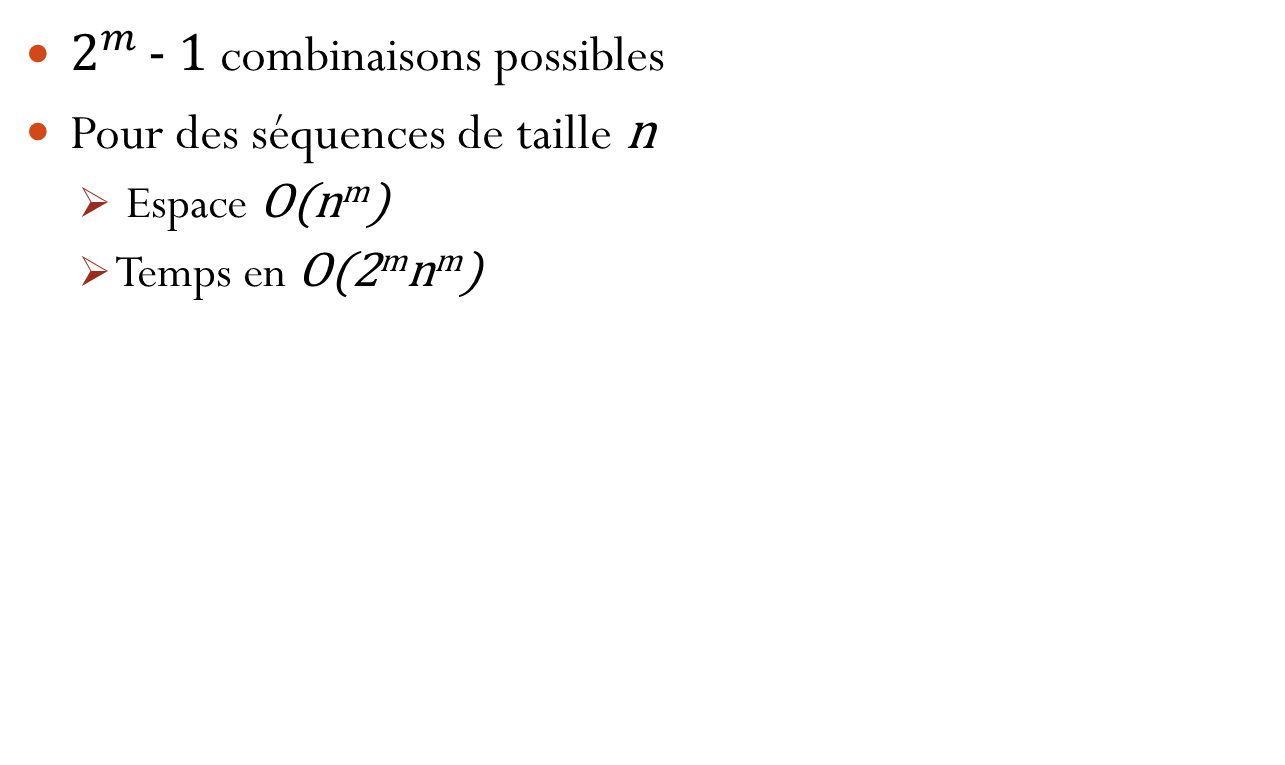 • 2^m - 1 combinaisons possibles
• Pour des séquences de taille n
➢ Espace O(n^m)
➢ Temps en O(2^m n^m)